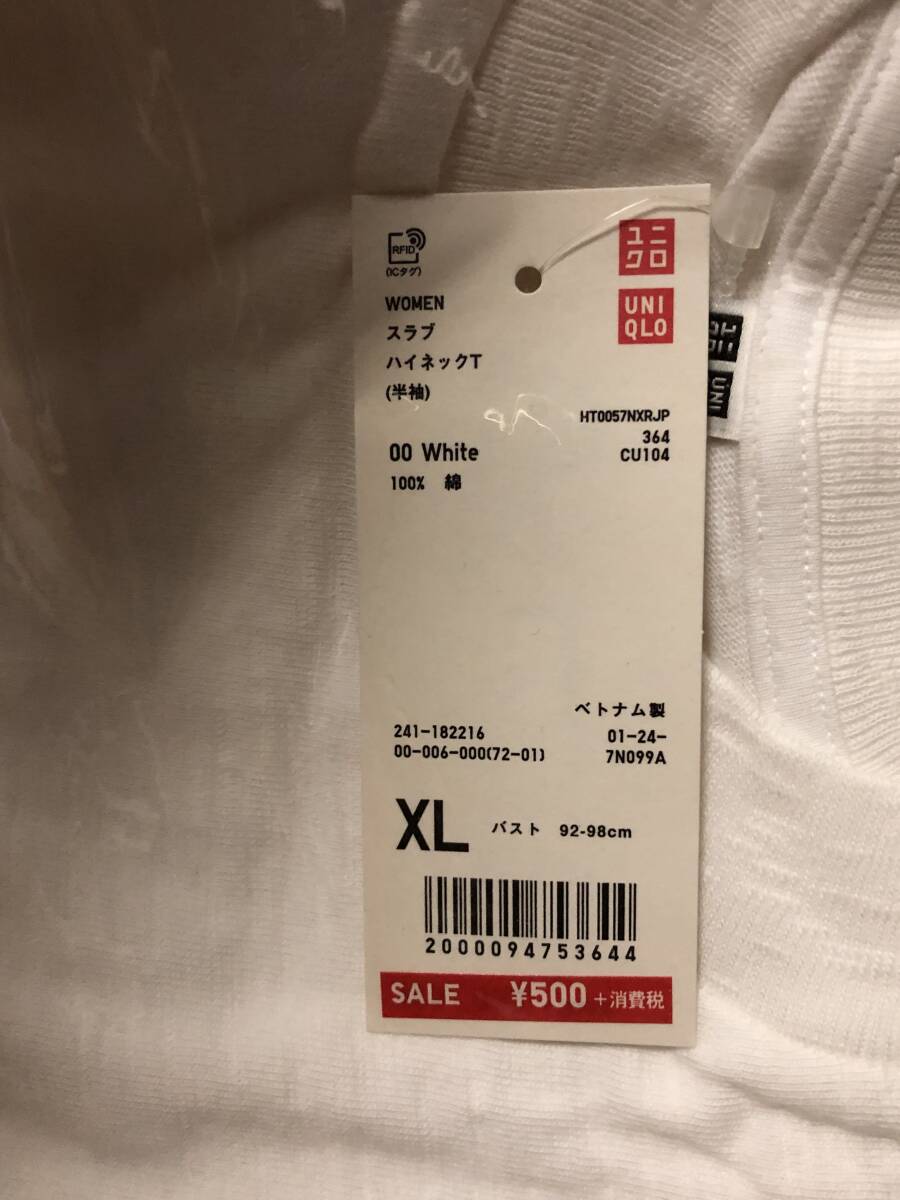 RFID
(ICタグ)
ユニ
クロ
UNI
QLO
WOMEN
スラブ
ハイネックT
(半袖)
HT0057NXRJP
364
CU104
00 White
100% 綿
ベトナム製
241-182216
00-006-000(72-01)
01-24-
7N099A
XL バスト 92-98cm
2000094753644
SALE ¥500 +消費税
UNI